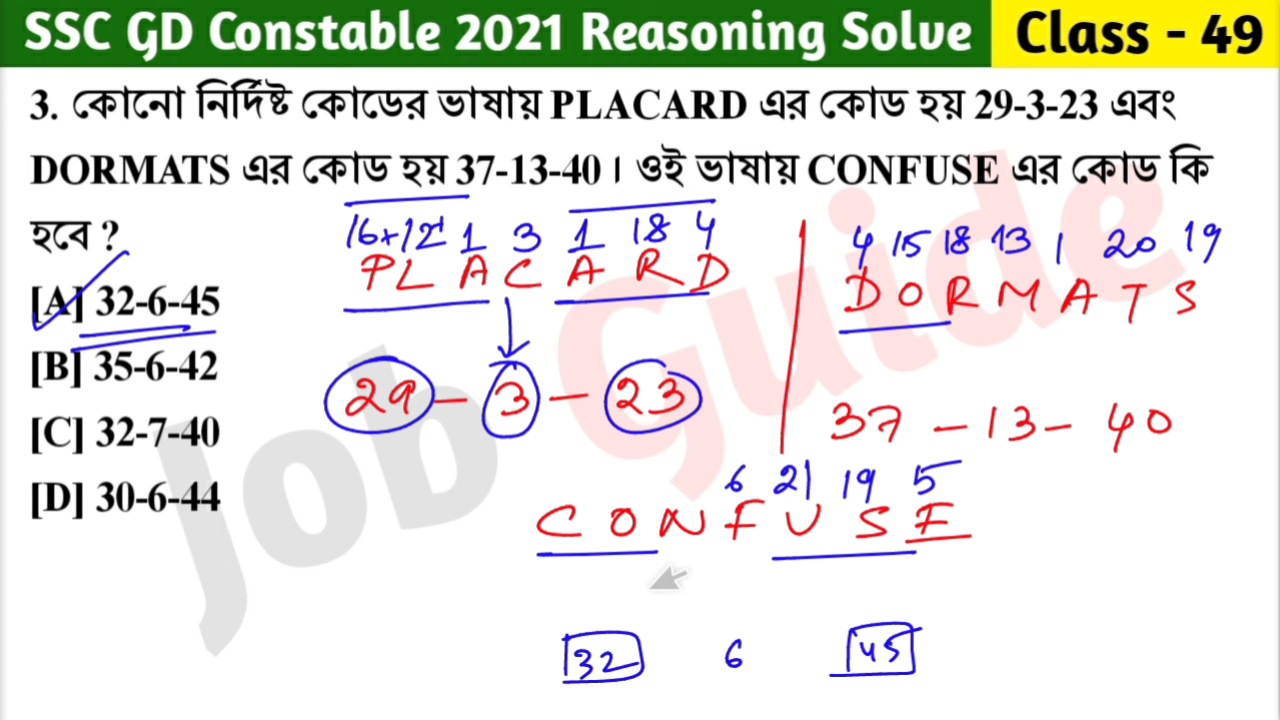 SSC GD Constable 2021 Reasoning Solve Class - 49
3. কোনো নির্দিষ্ট কোডের ভাষায় PLACARD এর কোড হয় 29-3-23 এবং
DORMATS এর কোড হয় 37-13-40। ওই ভাষায় CONFUSE এর কোড কি
হবে ?
[A] 32-6-45
[B] 35-6-42
[C] 32-7-40
[D] 30-6-44
16+12+1 3 1 18 4
P L A C A R D
29 - 3 - 23
4 15 18 13 1 20 19
D O R M A T S
37 - 13 - 40
6 21 19 5
C O N F U S E
32 6 45
Job Guide